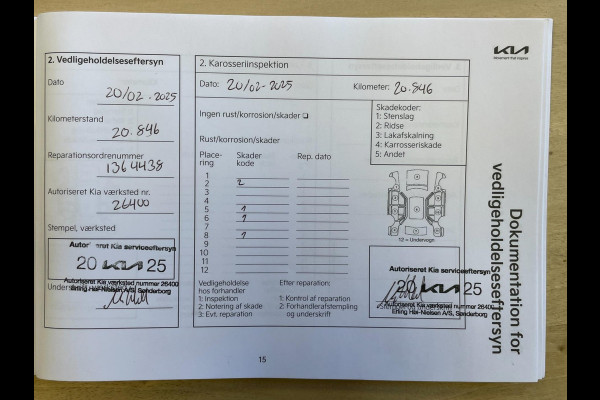 2. Vedligeholdelseseftersyn
Dato
20/02-2025
Kilometerstand
20.846
Reparationsordrenummer
1364438
Autoriseret Kia værksted nr.
26400
Stempel, værksted
Kia serviceeftersyn
20 KIA 25
Autoriseret Kia værksted nummer 26400
Erling Høi-Nielsen A/S, Sønderborg
2. Karosseriinspektion
Dato: 20/02-2025
Kilometer: 20.846
Ingen rust/korrosion/skader
Skadekoder:
1: Stenslag
2: Ridse
3: Lakafskalning
4: Karosseriskade
5: Andet
Rust/korrosion/skader
Place-
ring
Skader
kode
Rep. dato
1
2 2
3
4
5 1
6 1
7
8 1
9
10
11
12
12 = Undervogn
Vedligeholdelse
hos forhandler
1: Inspektion
2: Notering af skade
3: Evt. reparation
Efter reparation:
1: Kontrol af reparation
2: Forhandlerafstempling
og underskrift
Autoriseret Kia serviceeftersyn
20 KIA 25
Autoriseret Kia værksted nummer 26400
Erling Høi-Nielsen A/S, Sønderborg
KIA
Dokumentation for
vedligeholdelseseftersyn
15